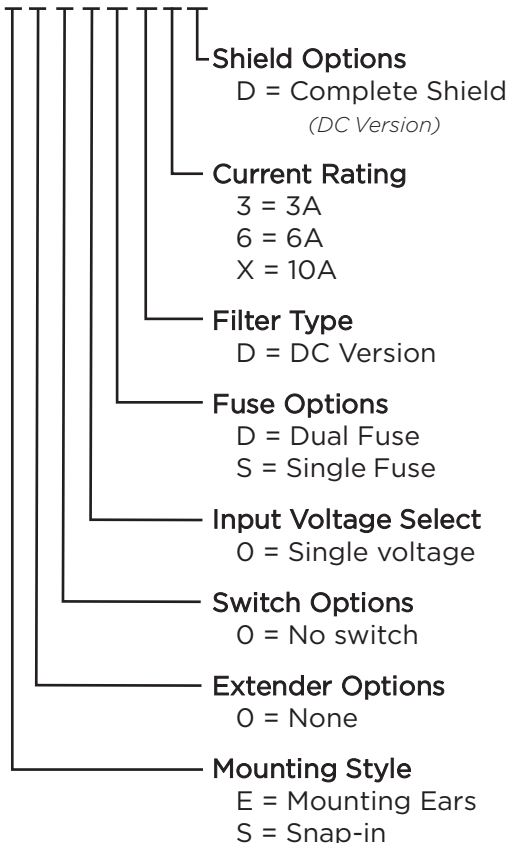 Shield Options
D = Complete Shield
(DC Version)
Current Rating
3 = 3A
6 = 6A
X = 10A
Filter Type
D = DC Version
Fuse Options
D = Dual Fuse
S = Single Fuse
Input Voltage Select
0 = Single voltage
Switch Options
0 = No switch
Extender Options
0 = None
Mounting Style
E = Mounting Ears
S = Snap-in